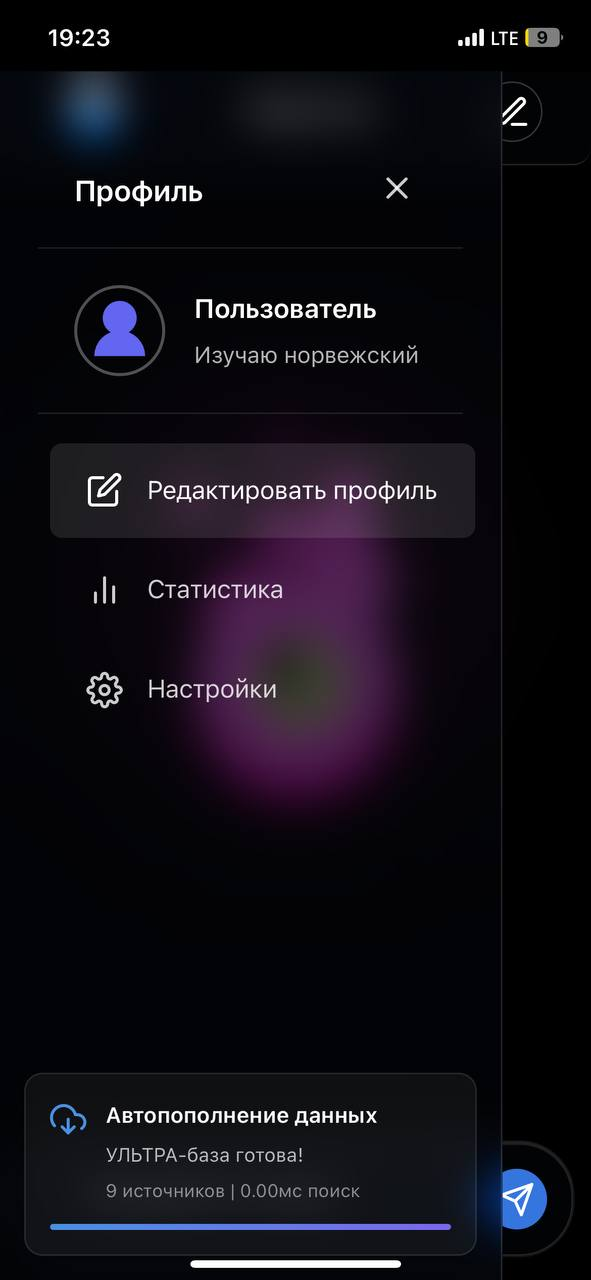 19:23
LTE 9
Профиль
Пользователь
Изучаю норвежский
Редактировать профиль
Статистика
Настройки
Автопополнение данных
УЛЬТРА-база готова!
9 источников | 0.00мс поиск